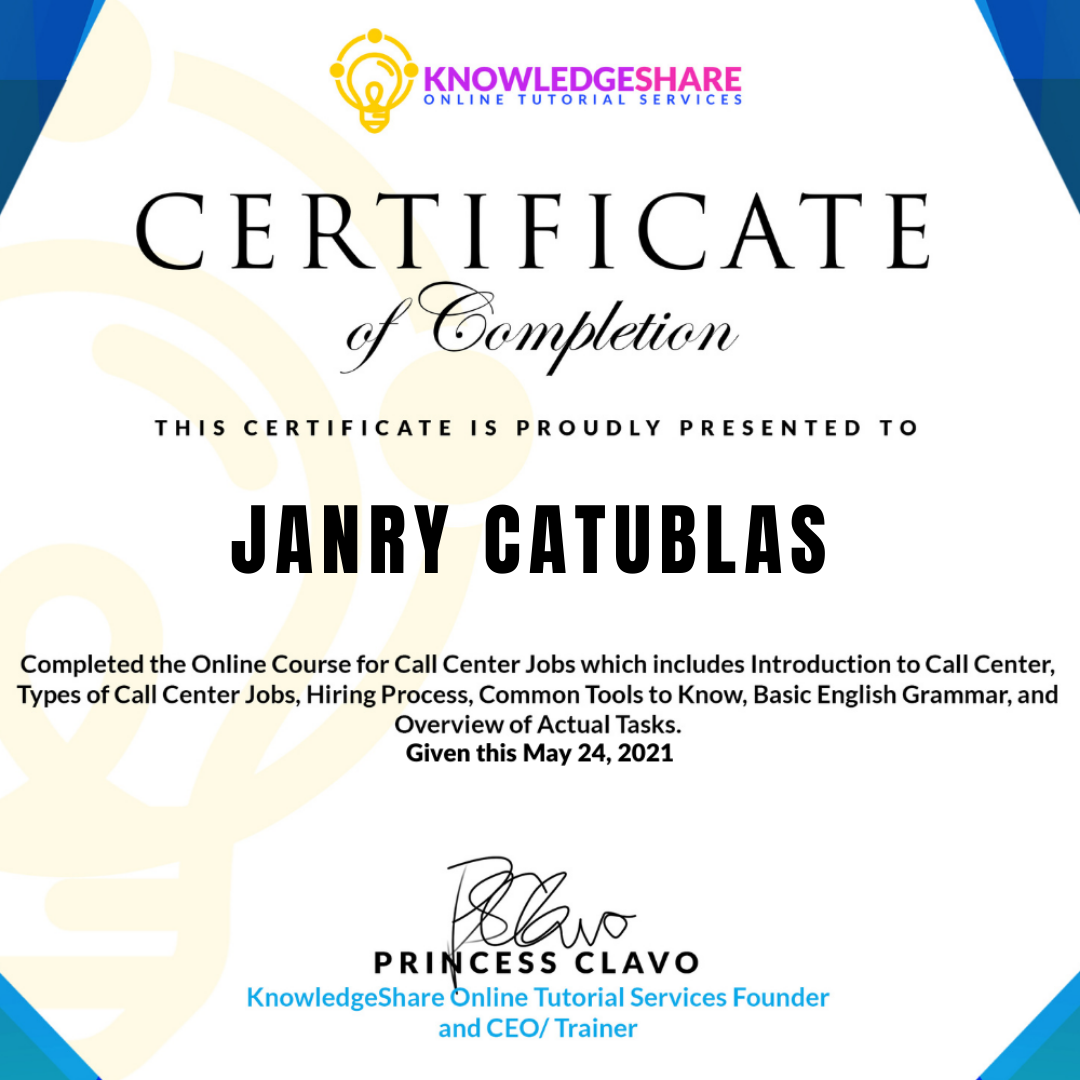 KNOWLEDGESHARE
ONLINE TUTORIAL SERVICES
CERTIFICATE
of Completion
THIS CERTIFICATE IS PROUDLY PRESENTED TO
JANRY CATUBLAS
Completed the Online Course for Call Center Jobs which includes Introduction to Call Center,
Types of Call Center Jobs, Hiring Process, Common Tools to Know, Basic English Grammar, and
Overview of Actual Tasks.
Given this May 24, 2021
PRINCESS CLAVO
KnowledgeShare Online Tutorial Services Founder
and CEO/ Trainer